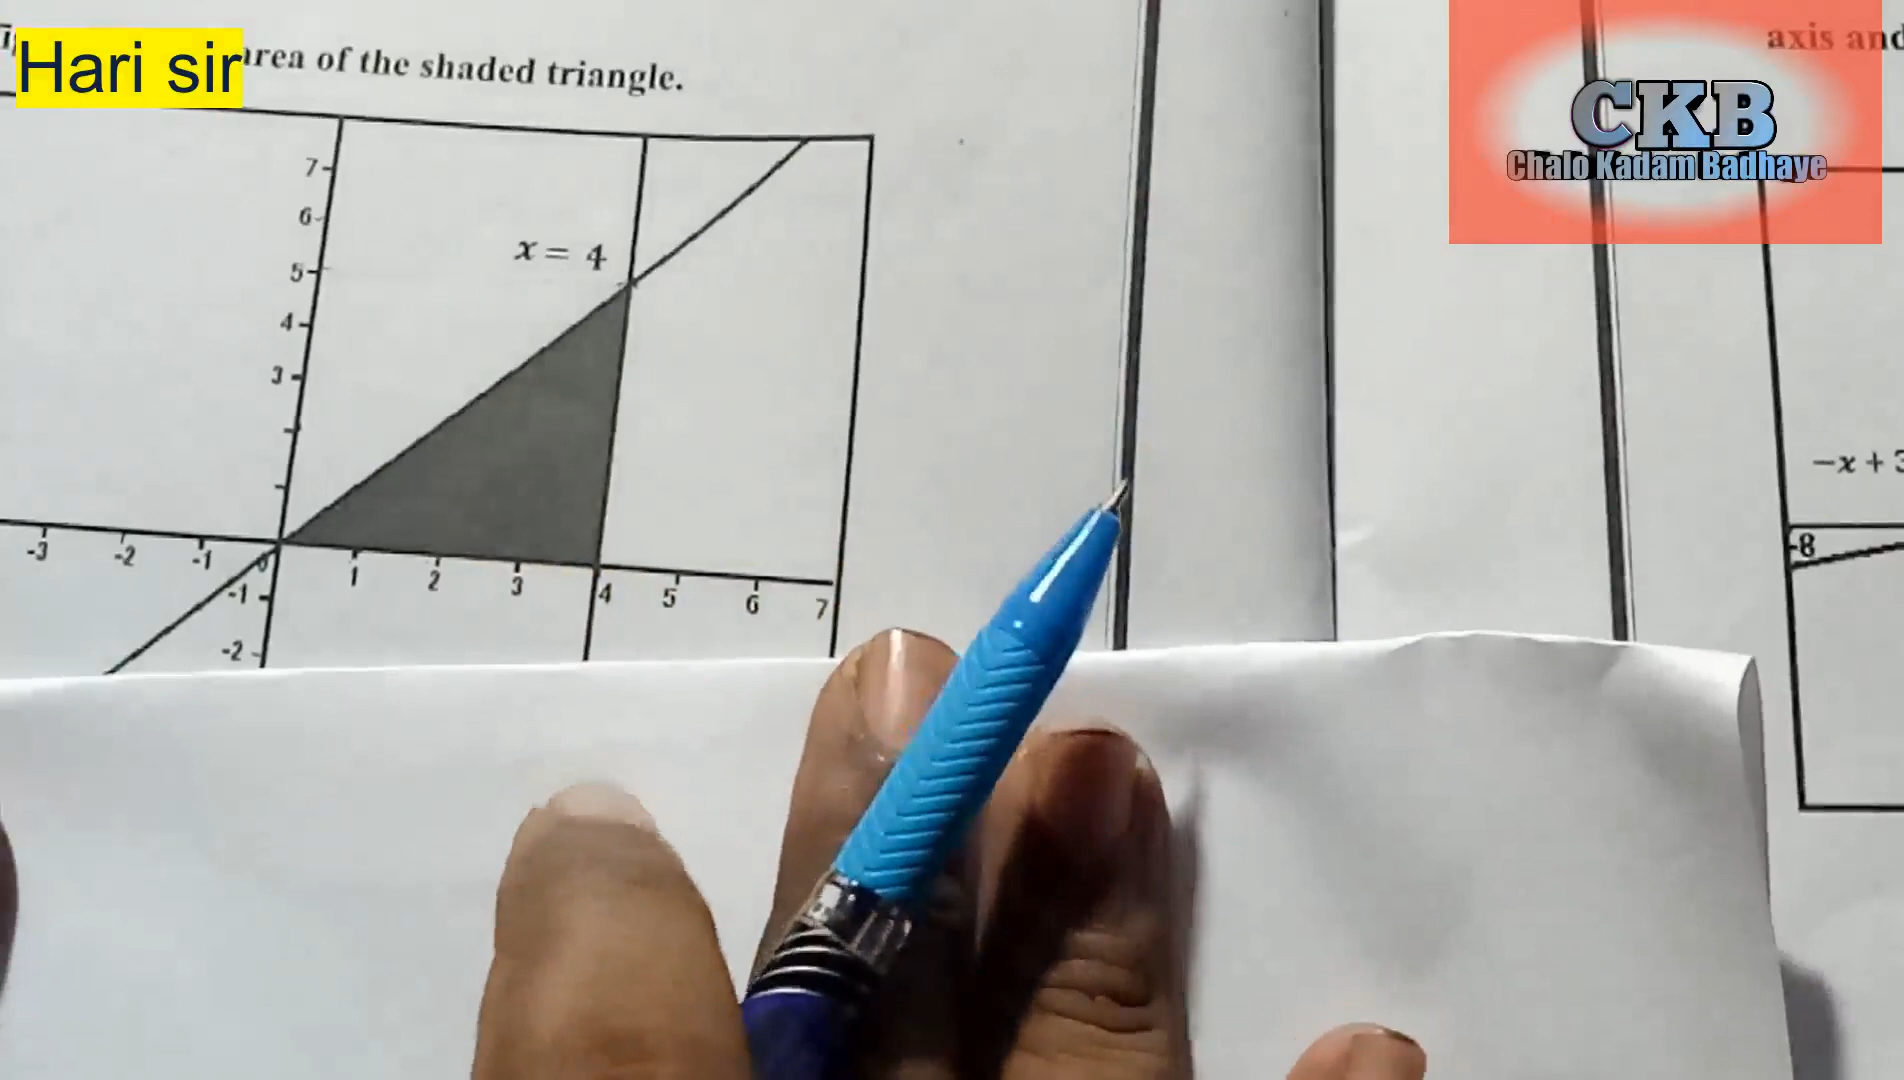 Hari sir
area of the shaded triangle.
CKB
Chalo Kadam Badhaye
axis and
7
6
x = 4
5
4
3
-3 -2 -1 0 1 2 3 4 5 6 7
-1
-2
-x + 3
-8